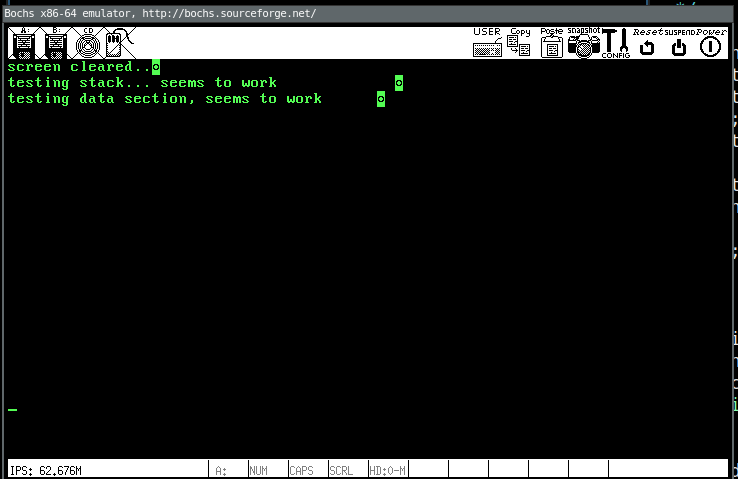 Bochs x86-64 emulator, http://bochs.sourceforge.net/
A: B: CD USER Copy Paste snapshot CONFIG Reset SUSPEND Power
screen cleared..
testing stack... seems to work
testing data section, seems to work
IPS: 62.676M A: NUM CAPS SCRL HD:0-M